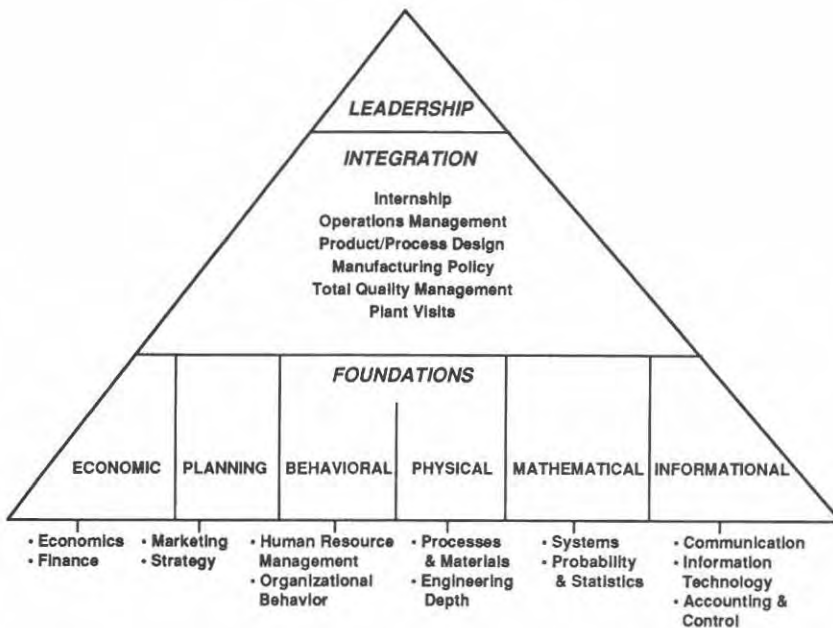 LEADERSHIP
INTEGRATION
Internship
Operations Management
Product/Process Design
Manufacturing Policy
Total Quality Management
Plant Visits
FOUNDATIONS
ECONOMIC
PLANNING
BEHAVIORAL
PHYSICAL
MATHEMATICAL
INFORMATIONAL
• Economics
• Finance
• Marketing
• Strategy
• Human Resource
Management
• Organizational
Behavior
• Processes
& Materials
• Engineering
Depth
• Systems
• Probability
& Statistics
• Communication
• Information
Technology
• Accounting &
Control